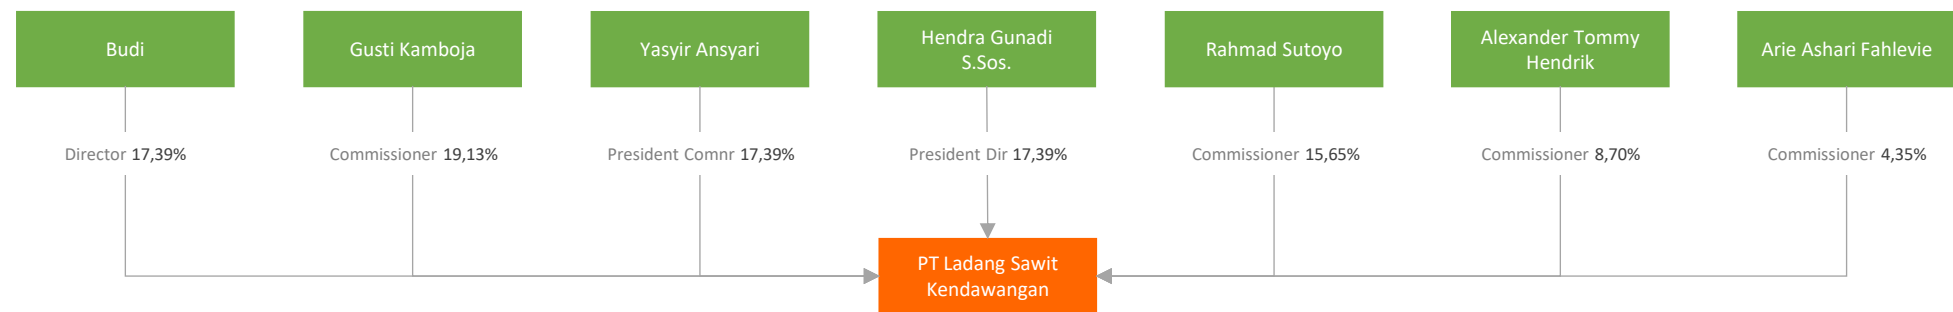 Budi
Gusti Kamboja
Yasyir Ansyari
Hendra Gunadi
S.Sos.
Rahmad Sutoyo
Alexander Tommy
Hendrik
Arie Ashari Fahlevie
Director 17,39%
Commissioner 19,13%
President Comnr 17,39%
President Dir 17,39%
Commissioner 15,65%
Commissioner 8,70%
Commissioner 4,35%
PT Ladang Sawit
Kendawangan